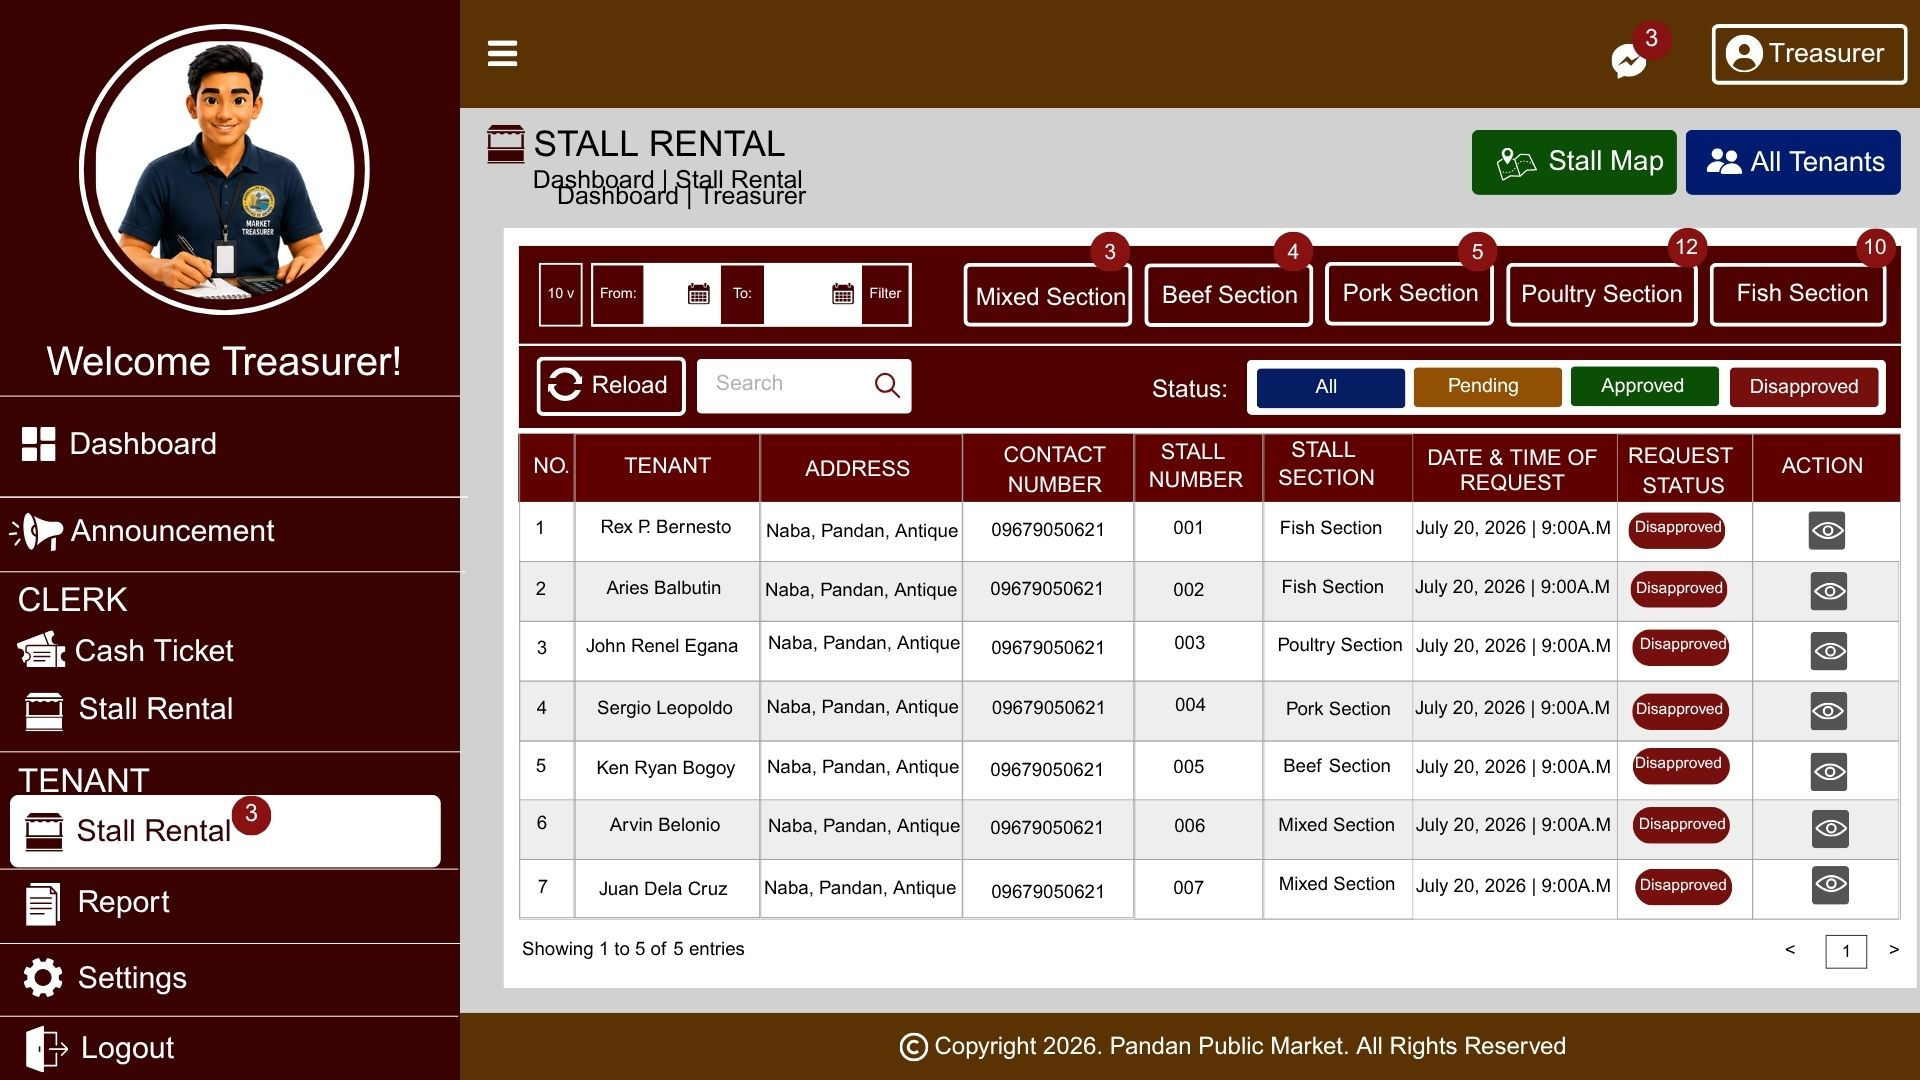 MARKET
TREASURER
Welcome Treasurer!
Dashboard
Announcement
CLERK
Cash Ticket
Stall Rental
TENANT
Stall Rental
3
Report
Settings
Logout
3
Treasurer
STALL RENTAL
Dashboard | Stall Rental
Dashboard | Treasurer
Stall Map
All Tenants
10 v
From:
To:
Filter
Mixed Section
3
Beef Section
4
Pork Section
5
Poultry Section
12
Fish Section
10
Reload
Search
Status:
All
Pending
Approved
Disapproved
NO.
TENANT
ADDRESS
CONTACT
NUMBER
STALL
NUMBER
STALL
SECTION
DATE & TIME OF
REQUEST
REQUEST
STATUS
ACTION
1 Rex P. Bernesto Naba, Pandan, Antique 09679050621 001 Fish Section July 20, 2026 | 9:00A.M Disapproved
2 Aries Balbutin Naba, Pandan, Antique 09679050621 002 Fish Section July 20, 2026 | 9:00A.M Disapproved
3 John Renel Egana Naba, Pandan, Antique 09679050621 003 Poultry Section July 20, 2026 | 9:00A.M Disapproved
4 Sergio Leopoldo Naba, Pandan, Antique 09679050621 004 Pork Section July 20, 2026 | 9:00A.M Disapproved
5 Ken Ryan Bogoy Naba, Pandan, Antique 09679050621 005 Beef Section July 20, 2026 | 9:00A.M Disapproved
6 Arvin Belonio Naba, Pandan, Antique 09679050621 006 Mixed Section July 20, 2026 | 9:00A.M Disapproved
7 Juan Dela Cruz Naba, Pandan, Antique 09679050621 007 Mixed Section July 20, 2026 | 9:00A.M Disapproved
Showing 1 to 5 of 5 entries
< 1 >
© Copyright 2026. Pandan Public Market. All Rights Reserved